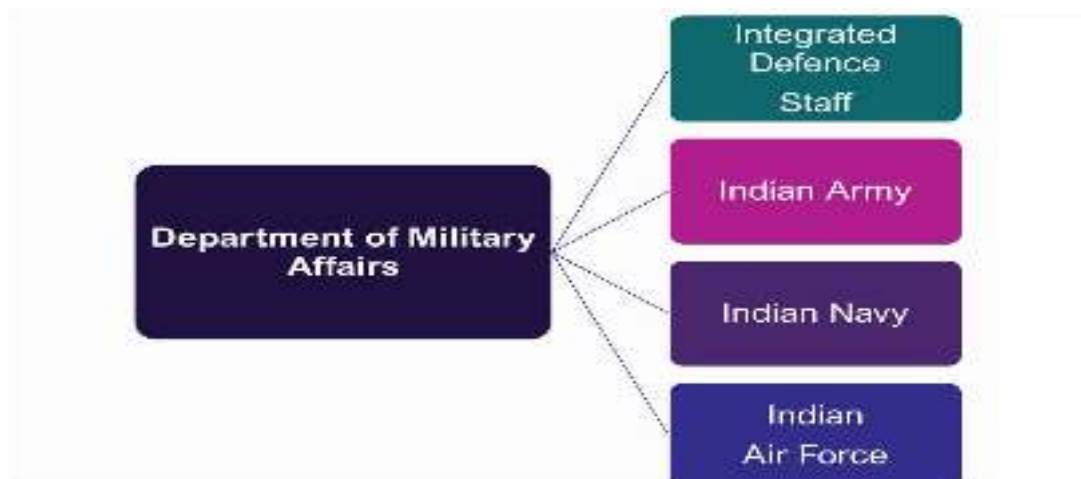 Department of Military
Affairs
Integrated
Defence
Staff
Indian Army
Indian Navy
Indian
Air Force